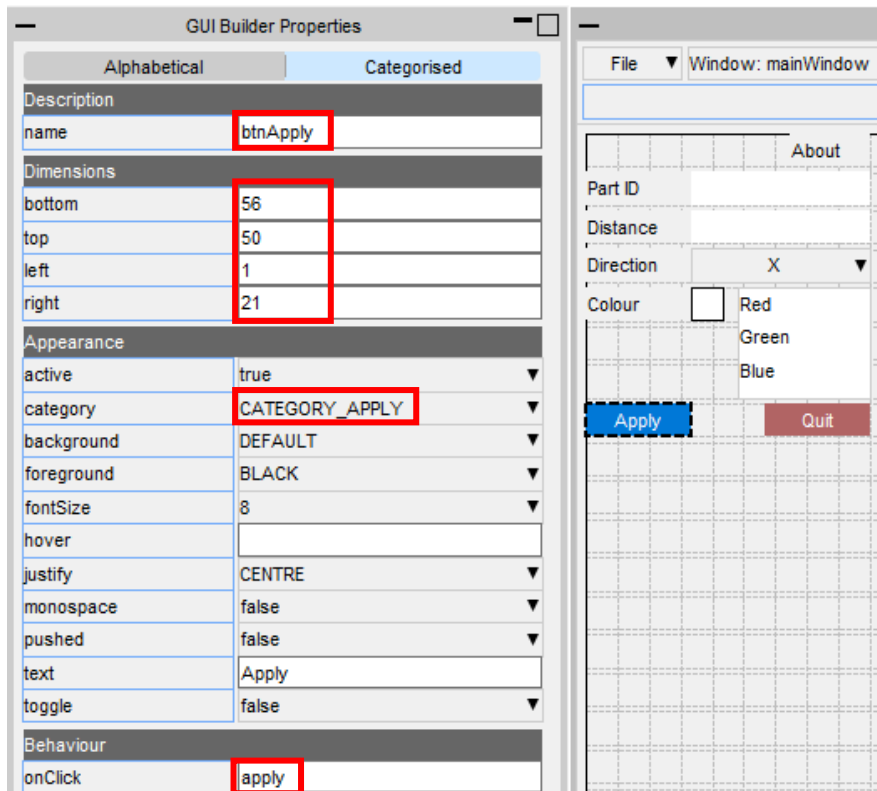 GUI Builder Properties
Alphabetical Categorised
Description
name btnApply
Dimensions
bottom 56
top 50
left 1
right 21
Appearance
active true
category CATEGORY_APPLY
background DEFAULT
foreground BLACK
fontSize 8
hover
justify CENTRE
monospace false
pushed false
text Apply
toggle false
Behaviour
onClick apply
File Window: mainWindow
About
Part ID
Distance
Direction X
Colour Red
Green
Blue
Apply Quit